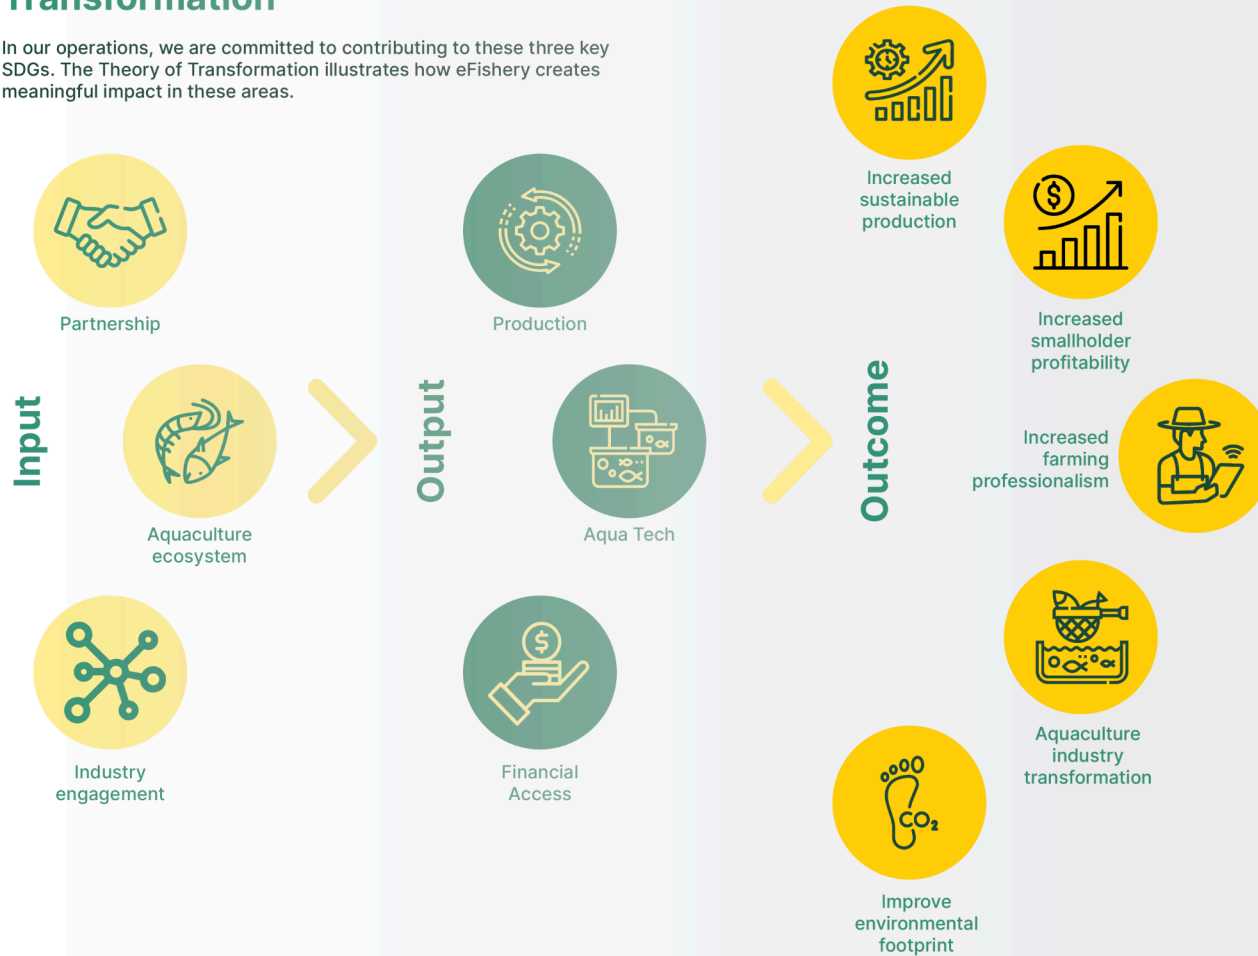 Transformation
In our operations, we are committed to contributing to these three key
SDGs. The Theory of Transformation illustrates how eFishery creates
meaningful impact in these areas.
Input
Partnership
Aquaculture
ecosystem
Industry
engagement
Output
Production
Aqua Tech
Financial
Access
Outcome
Increased
sustainable
production
Increased
smallholder
profitability
Increased
farming
professionalism
Aquaculture
industry
transformation
CO₂
Improve
environmental
footprint